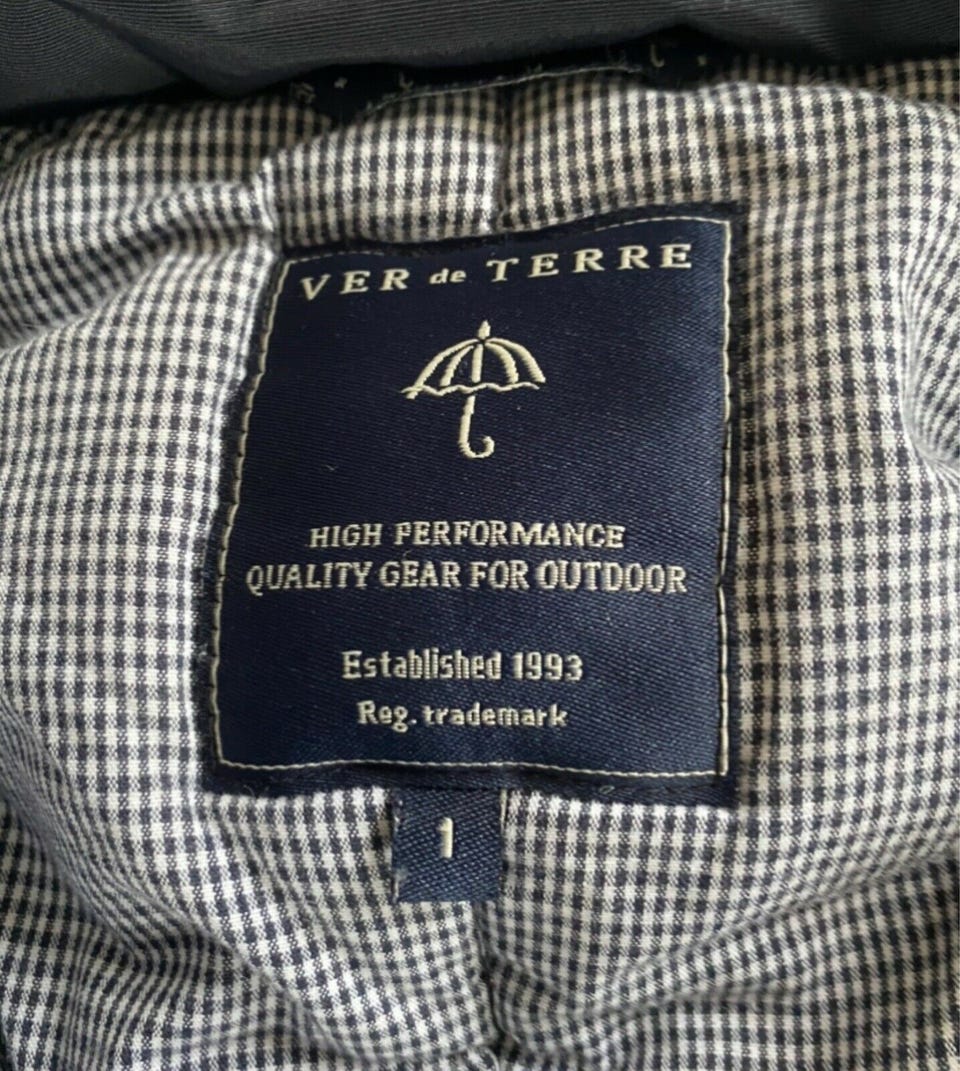 VER de TERRE
HIGH PERFORMANCE
QUALITY GEAR FOR OUTDOOR
Established 1993
Reg. trademark
1